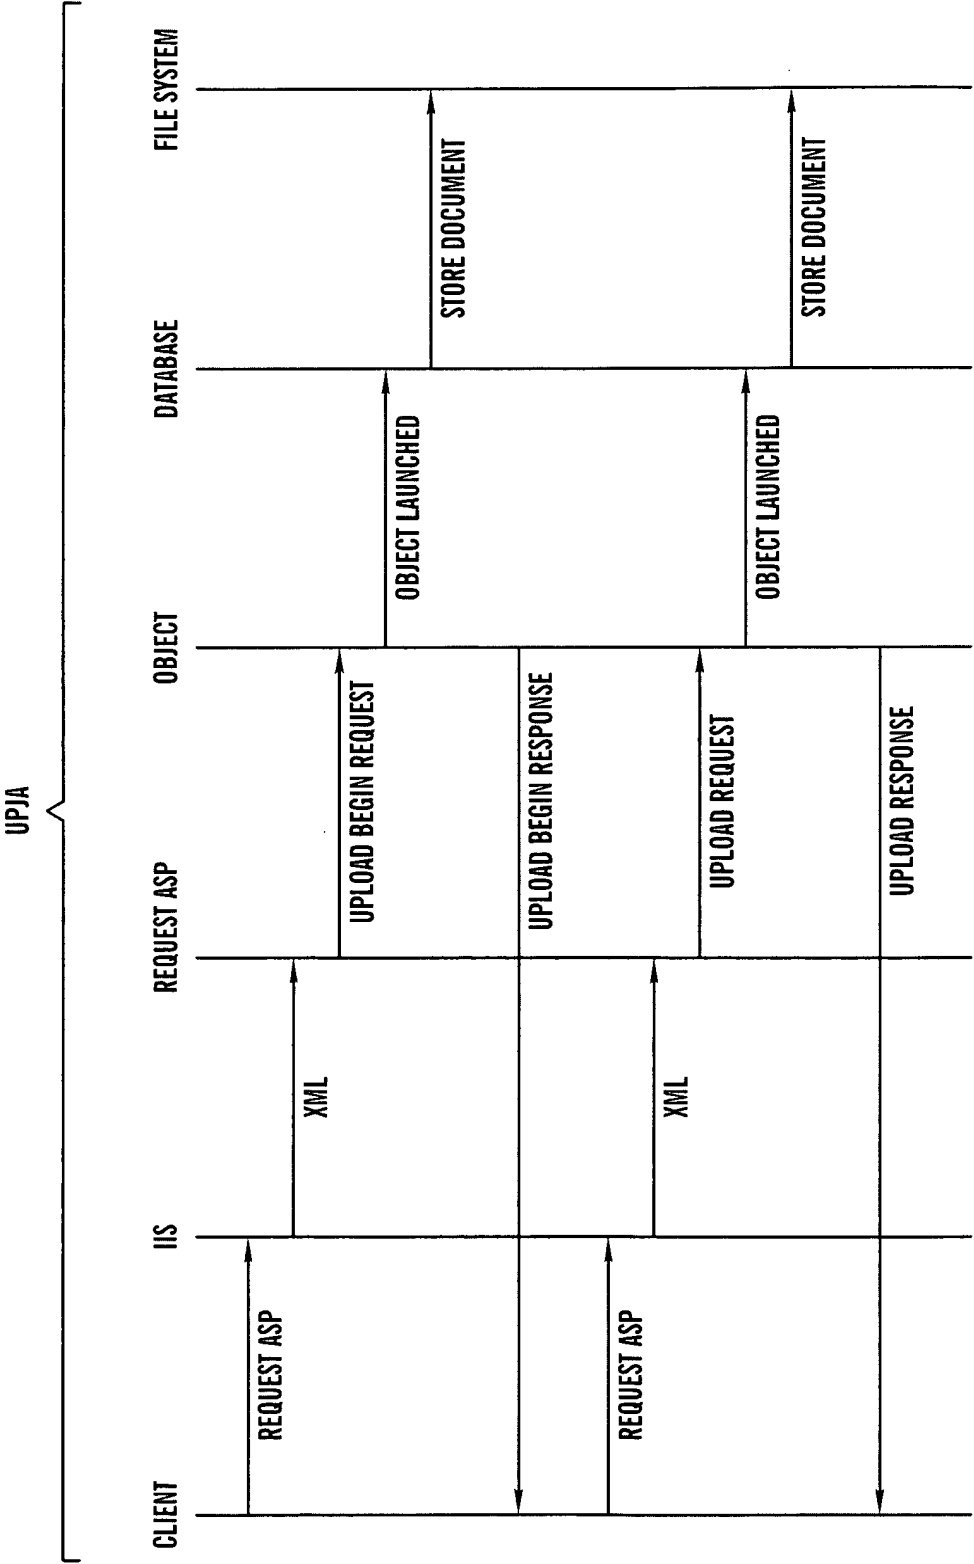 UPJA
CLIENT
IIS
REQUEST ASP
OBJECT
DATABASE
FILE SYSTEM
REQUEST ASP
XML
UPLOAD BEGIN REQUEST
OBJECT LAUNCHED
STORE DOCUMENT
UPLOAD BEGIN RESPONSE
REQUEST ASP
XML
UPLOAD REQUEST
OBJECT LAUNCHED
STORE DOCUMENT
UPLOAD RESPONSE